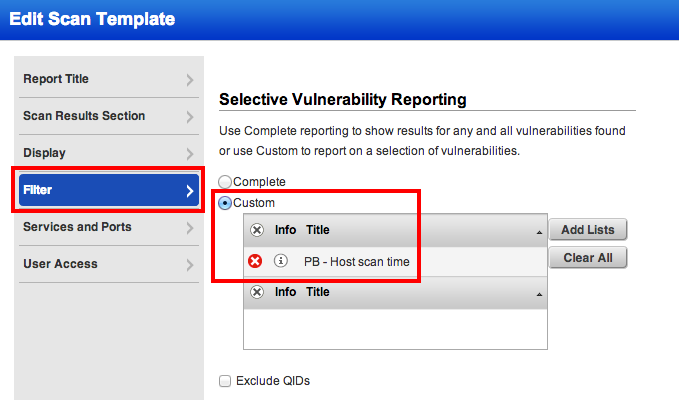 Edit Scan Template
Report Title
Scan Results Section
Display
Filter
Services and Ports
User Access
Selective Vulnerability Reporting
Use Complete reporting to show results for any and all vulnerabilities found
or use Custom to report on a selection of vulnerabilities.
Complete
Custom
Info Title
Add Lists
PB - Host scan time
Clear All
Info Title
Exclude QIDs